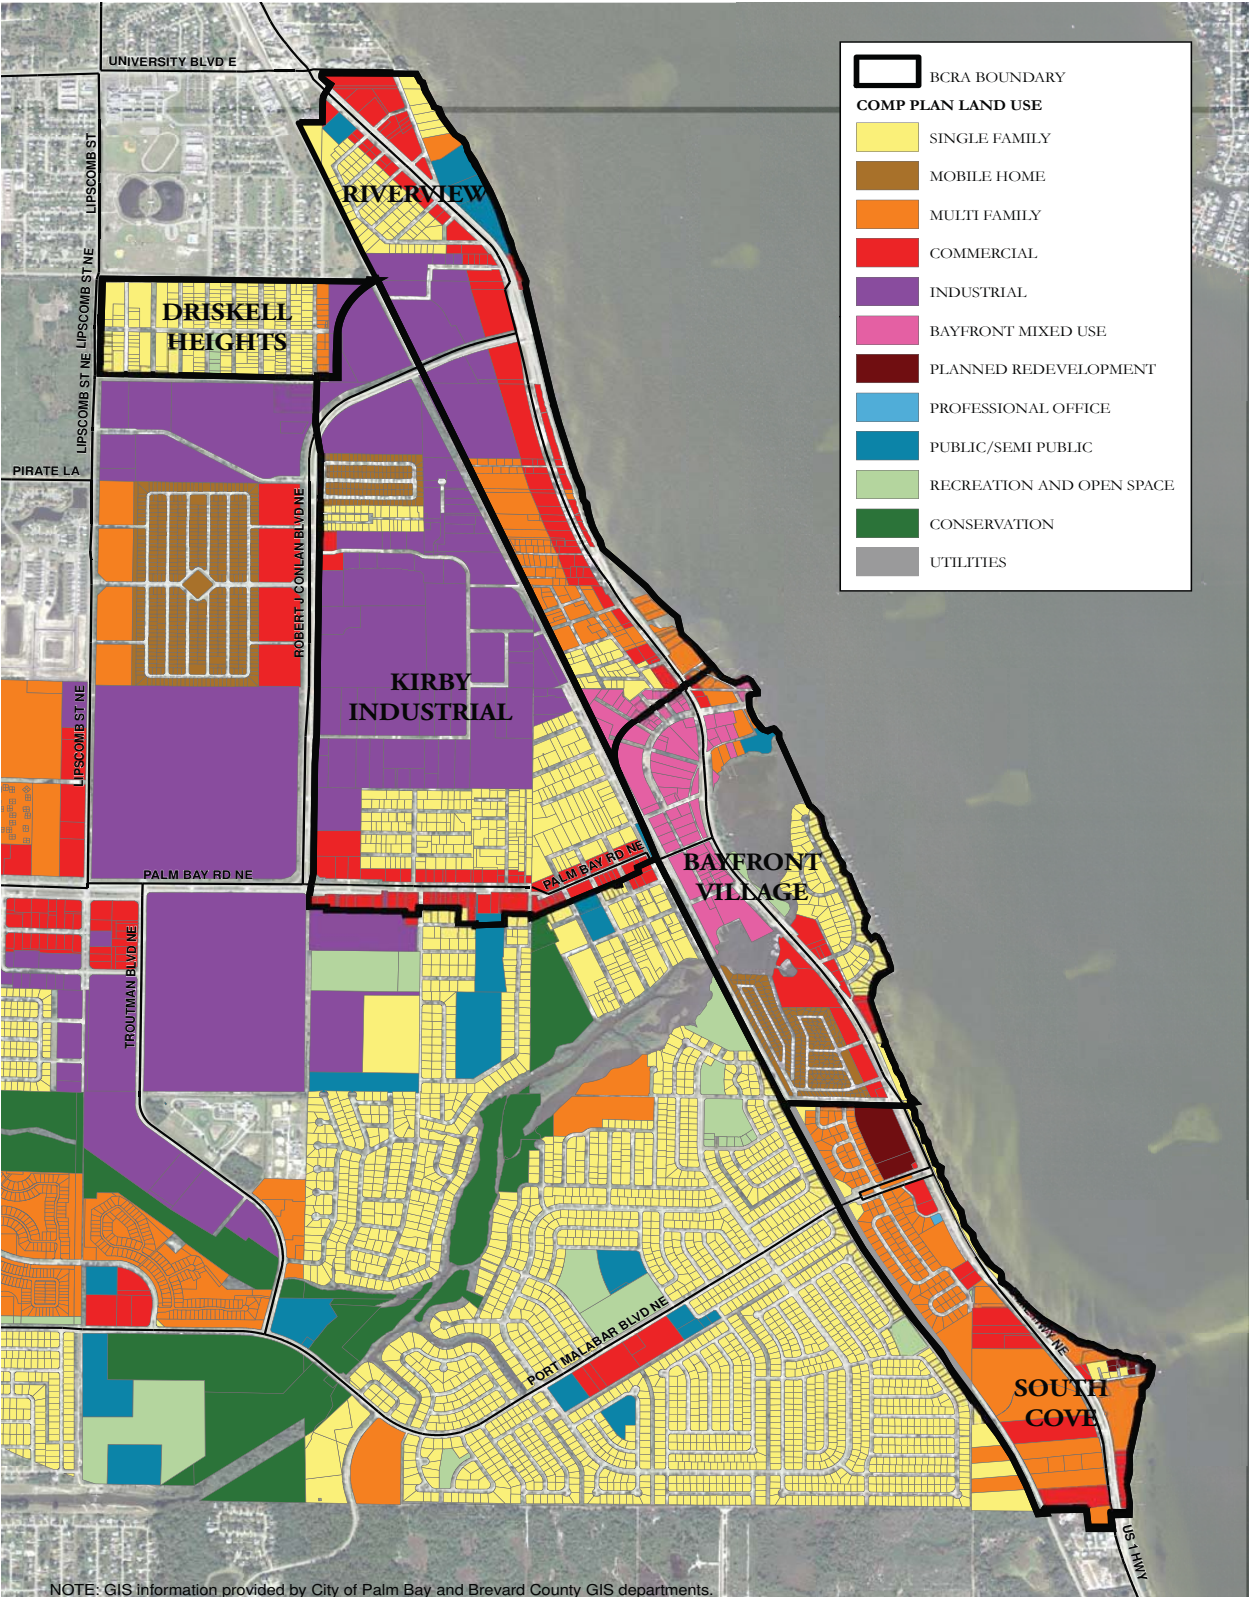 UNIVERSITY BLVD E
BCRA BOUNDARY
COMP PLAN LAND USE
SINGLE FAMILY
MOBILE HOME
MULTI FAMILY
COMMERCIAL
INDUSTRIAL
BAYFRONT MIXED USE
PLANNED REDEVELOPMENT
PROFESSIONAL OFFICE
PUBLIC/SEMI PUBLIC
RECREATION AND OPEN SPACE
CONSERVATION
UTILITIES
LIPSCOMB ST
RIVERVIEW
LIPSCOMB ST NE
LIPSCOMB ST NE
DRISKELL
HEIGHTS
PIRATE LA
ROBERT J CONLAN BLVD NE
KIRBY
INDUSTRIAL
LIPSCOMB ST NE
PALM BAY RD NE
PALM BAY RD NE
BAYFRONT
VILLAGE
TROUTMAN BLVD NE
PORT MALABAR BLVD NE
HWY NE
SOUTH
COVE
US 1 HWY
NOTE: GIS information provided by City of Palm Bay and Brevard County GIS departments.